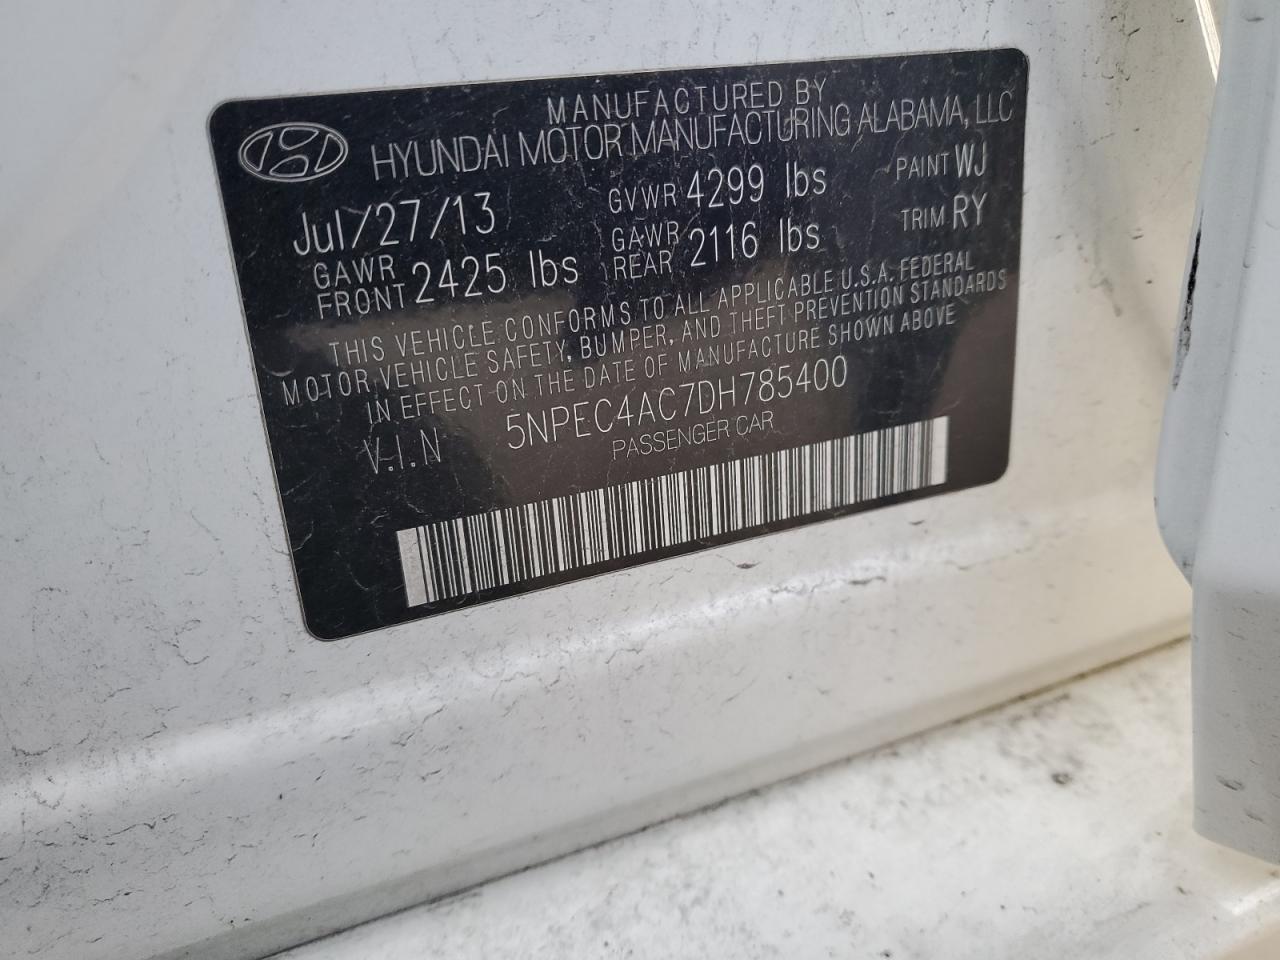 MANUFACTURED BY
HYUNDAI MOTOR MANUFACTURING ALABAMA, LLC
Jul/27/13 GVWR 4299 lbs PAINT WJ
GAWR FRONT 2425 lbs GAWR REAR 2116 lbs TRIM RY
THIS VEHICLE CONFORMS TO ALL APPLICABLE U.S.A. FEDERAL
MOTOR VEHICLE SAFETY, BUMPER, AND THEFT PREVENTION STANDARDS
IN EFFECT ON THE DATE OF MANUFACTURE SHOWN ABOVE
V.I.N 5NPEC4AC7DH785400
PASSENGER CAR